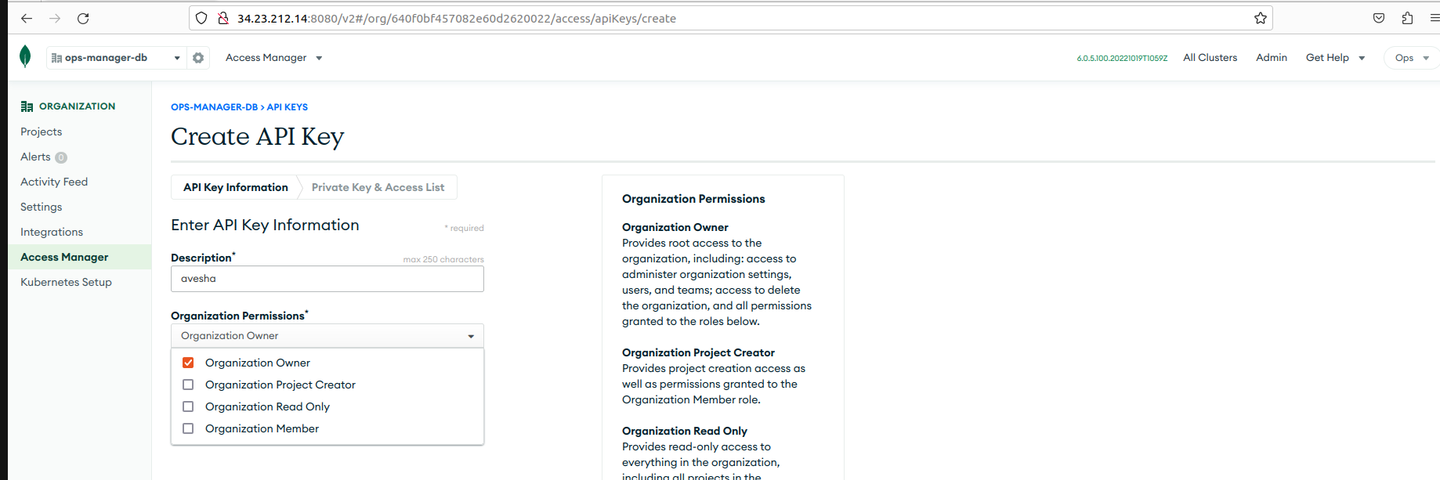 34.23.212.14:8080/v2#/org/640f0bf457082e60d2620022/access/apiKeys/create
ops-manager-db
Access Manager
6.0.5.100.20221019T1059Z
All Clusters
Admin
Get Help
Ops
ORGANIZATION
Projects
Alerts 0
Activity Feed
Settings
Integrations
Access Manager
Kubernetes Setup
OPS-MANAGER-DB > API KEYS
Create API Key
API Key Information
Private Key & Access List
Enter API Key Information
* required
Description*
max 250 characters
avesha
Organization Permissions*
Organization Owner
Organization Owner
Organization Project Creator
Organization Read Only
Organization Member
Organization Permissions
Organization Owner
Provides root access to the
organization, including: access to
administer organization settings,
users, and teams; access to delete
the organization, and all permissions
granted to the roles below.
Organization Project Creator
Provides project creation access as
well as permissions granted to the
Organization Member role.
Organization Read Only
Provides read-only access to
everything in the organization,
including all projects in the